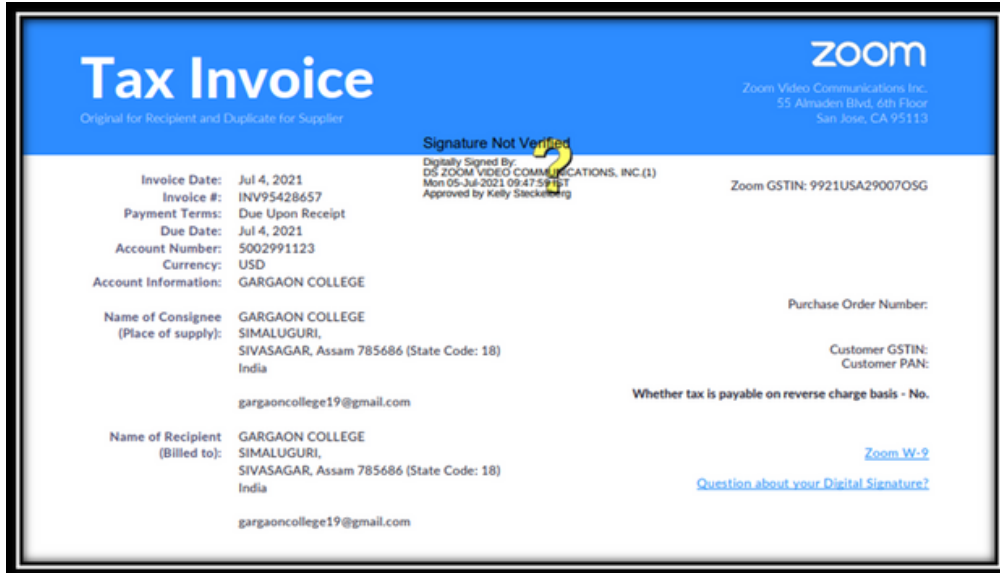 Tax Invoice
Original for Recipient and Duplicate for Supplier
zoom
Zoom Video Communications Inc.
55 Almaden Blvd, 6th Floor
San Jose, CA 95113
Signature Not Verified
Digitally Signed By:
DS ZOOM VIDEO COMMUNICATIONS, INC.(1)
Mon 05-Jul-2021 09:47:59 IST
Approved by Kelly Steckelberg
?
Zoom GSTIN: 9921USA29007OSG
Invoice Date: Jul 4, 2021
Invoice #: INV95428657
Payment Terms: Due Upon Receipt
Due Date: Jul 4, 2021
Account Number: 5002991123
Currency: USD
Account Information: GARGAON COLLEGE
Purchase Order Number:
Name of Consignee GARGAON COLLEGE
(Place of supply): SIMALUGURI,
SIVASAGAR, Assam 785686 (State Code: 18)
India
gargaoncollege19@gmail.com
Customer GSTIN:
Customer PAN:
Whether tax is payable on reverse charge basis - No.
Name of Recipient GARGAON COLLEGE
(Billed to): SIMALUGURI,
SIVASAGAR, Assam 785686 (State Code: 18)
India
gargaoncollege19@gmail.com
Zoom W-9
Question about your Digital Signature?